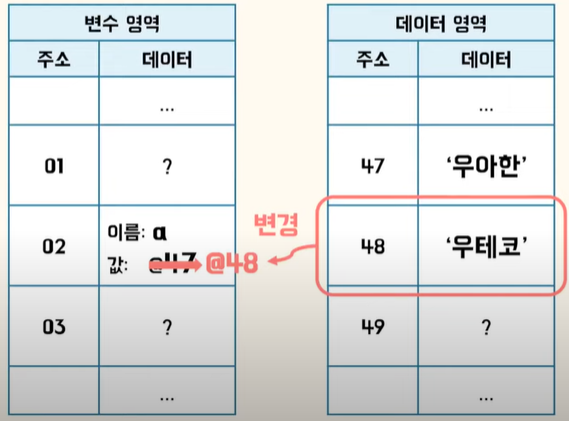 변수 영역
주소 데이터
...
01 ?
02 이름: a
값: @47 @48
03 ?
...
변경
데이터 영역
주소 데이터
...
47 ‘우아한’
48 ‘우테코’
49 ?
...